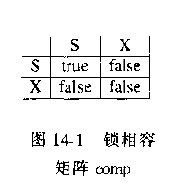 S X
S true false
X false false
图 14-1 锁相容
矩阵 comp